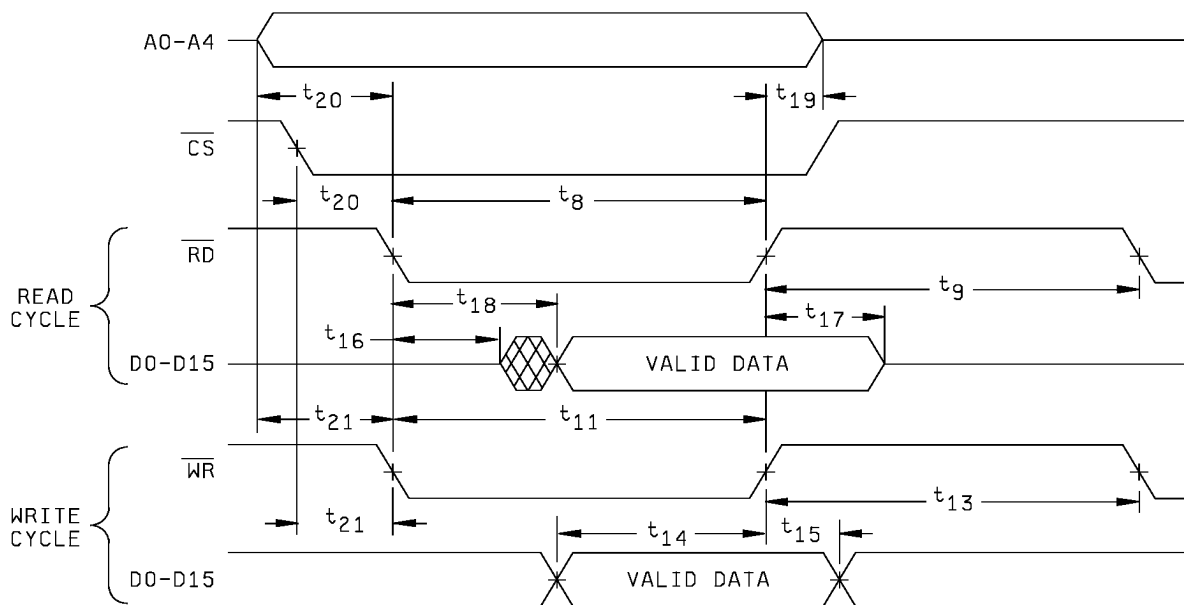 A0-A4
t20 t19
CS
t20 t8
RD
t18 t9
READ
CYCLE
t16 t17
D0-D15 VALID DATA
t21 t11
WR
WRITE
CYCLE
t21 t14 t15 t13
D0-D15 VALID DATA